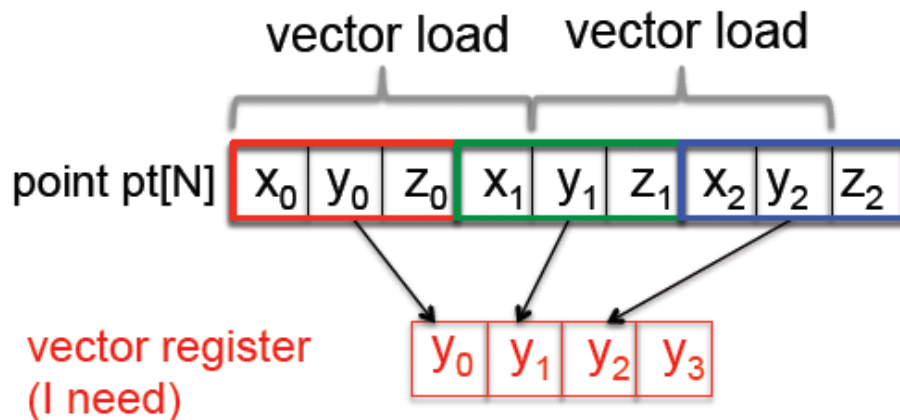 vector load vector load
point pt[N] x₀ y₀ z₀ x₁ y₁ z₁ x₂ y₂ z₂
vector register y₀ y₁ y₂ y₃
(I need)